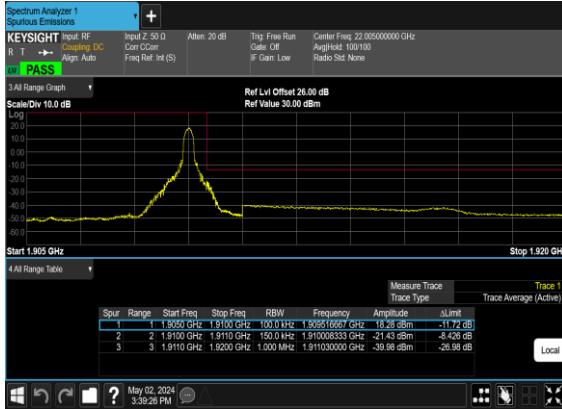 Spectrum Analyzer 1
Spurious Emissions
+
KEYSIGHT Input: RF Input Z: 50 Ω Atten: 20 dB Trig: Free Run Center Freq: 22.005000000 GHz
R T Coupling: DC Corr CCorr Gate: Off Avg|Hold: 100/100
Align: Auto Freq Ref: Int (S) IF Gain: Low Radio Std: None
PASS
3 All Range Graph
Scale/Div 10.0 dB
Ref Lvl Offset 26.00 dB
Ref Value 30.00 dBm
Log
20.0
10.0
0.00
-10.0
-20.0
-30.0
-40.0
-50.0
-60.0
Start 1.905 GHz Stop 1.920 GH
4 All Range Table
Measure Trace Trace 1
Trace Type Trace Average (Active)
Spur Range Start Freq Stop Freq RBW Frequency Amplitude ΔLimit
1 1 1.9050 GHz 1.9100 GHz 100.0 kHz 1.909516667 GHz 18.28 dBm -11.72 dB
2 2 1.9100 GHz 1.9110 GHz 150.0 kHz 1.910008333 GHz -21.43 dBm -8.426 dB
3 3 1.9110 GHz 1.9200 GHz 1.000 MHz 1.911030000 GHz -39.98 dBm -26.98 dB
Local
? May 02, 2024
3:39:26 PM